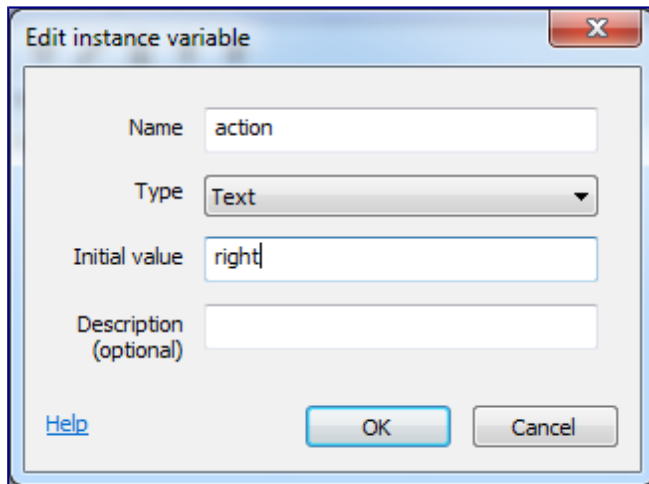 Edit instance variable
Name action
Type Text
Initial value right
Description
(optional)
Help OK Cancel